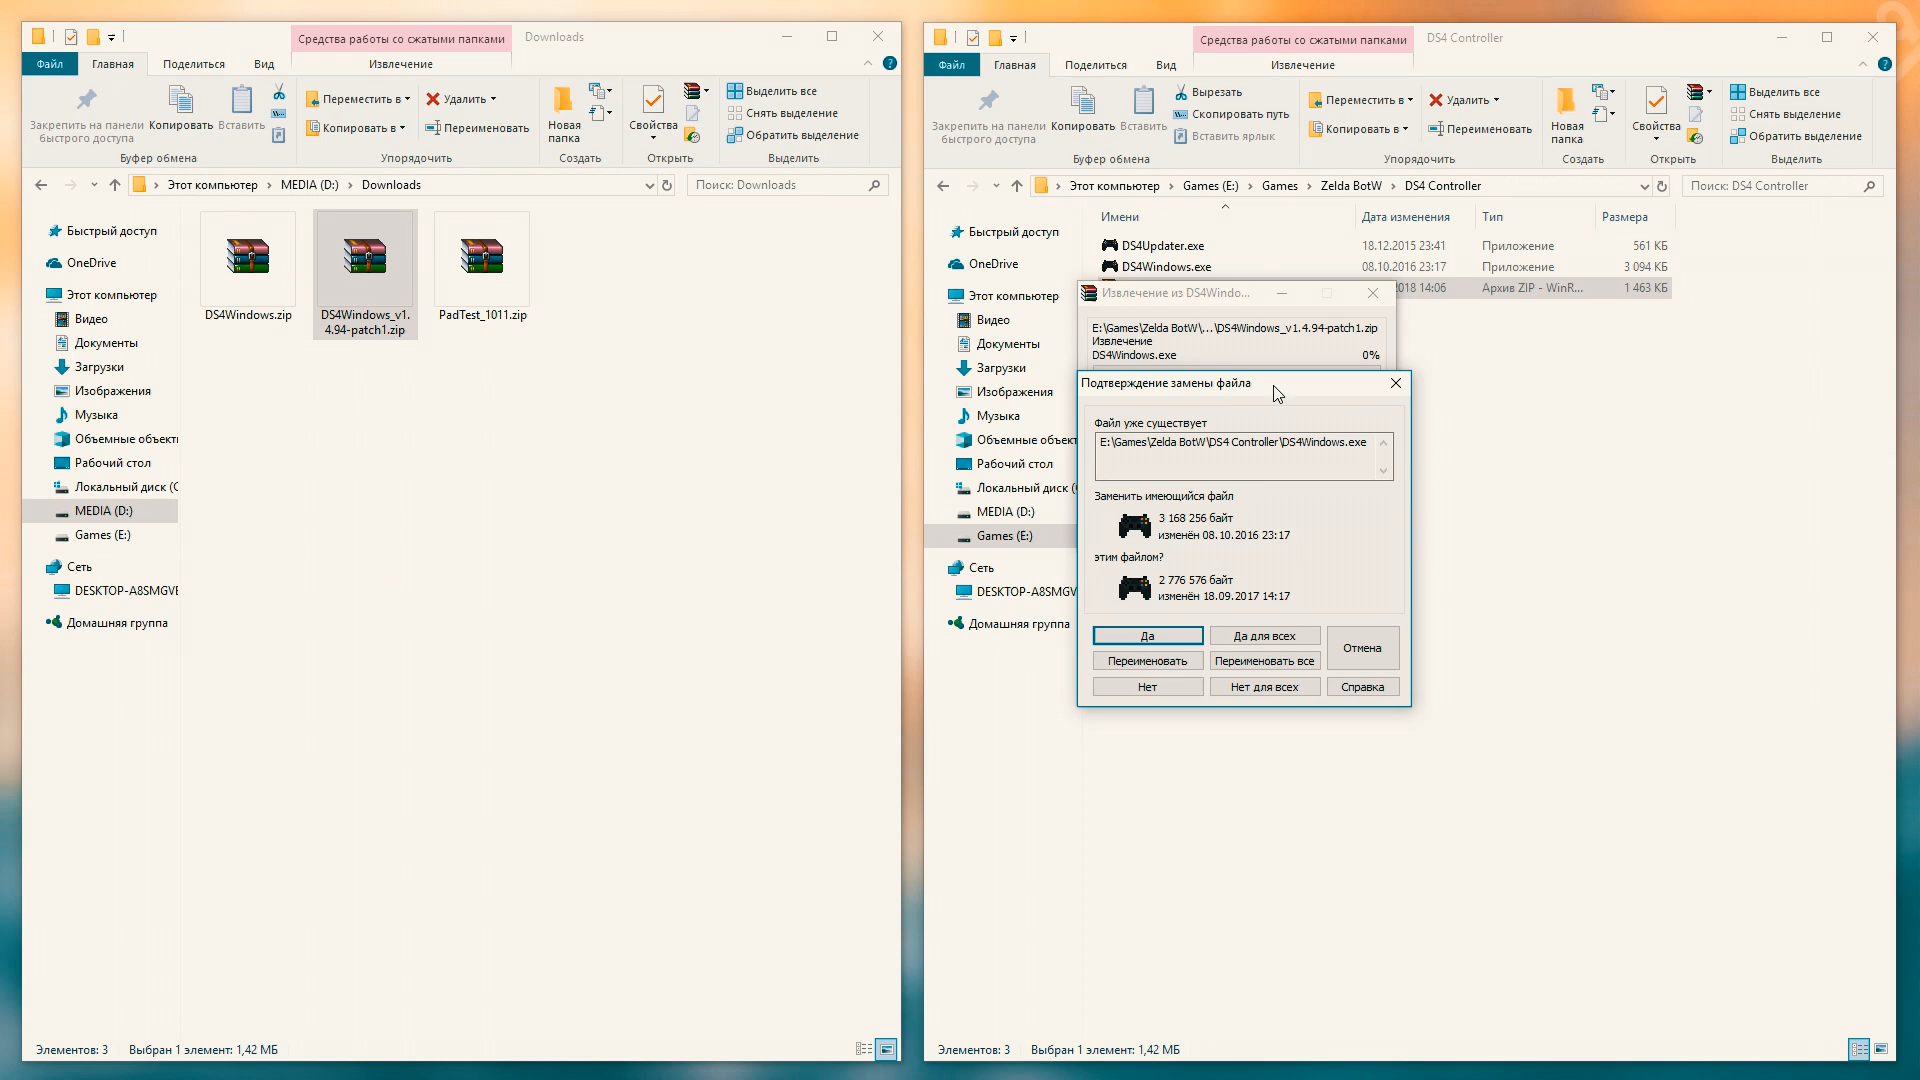 Средства работы со сжатыми папками
Downloads
Файл
Главная
Поделиться
Вид
Извлечение
Закрепить на панели быстрого доступа
Копировать
Вставить
Переместить в
Копировать в
Удалить
Переименовать
Новая папка
Свойства
Выделить все
Снять выделение
Обратить выделение
Буфер обмена
Упорядочить
Создать
Открыть
Выделить
Этот компьютер > MEDIA (D:) > Downloads
Поиск: Downloads
Быстрый доступ
OneDrive
Этот компьютер
Видео
Документы
Загрузки
Изображения
Музыка
Объемные объект
Рабочий стол
Локальный диск (C
MEDIA (D:)
Games (E:)
Сеть
DESKTOP-A8SMGVE
Домашняя группа
DS4Windows.zip
DS4Windows_v1.4.94-patch1.zip
PadTest_1011.zip
Элементов: 3
Выбран 1 элемент: 1,42 МБ
Средства работы со сжатыми папками
DS4 Controller
Файл
Главная
Поделиться
Вид
Извлечение
Закрепить на панели быстрого доступа
Копировать
Вставить
Вырезать
Скопировать путь
Вставить ярлык
Переместить в
Копировать в
Удалить
Переименовать
Новая папка
Свойства
Выделить все
Снять выделение
Обратить выделение
Буфер обмена
Упорядочить
Создать
Открыть
Выделить
Этот компьютер > Games (E:) > Games > Zelda BotW > DS4 Controller
Поиск: DS4 Controller
Быстрый доступ
OneDrive
Этот компьютер
Видео
Документы
Загрузки
Изображения
Музыка
Объемные объект
Рабочий стол
Локальный диск (
MEDIA (D:)
Games (E:)
Сеть
DESKTOP-A8SMGV
Домашняя группа
Имени Дата изменения Тип Размера
DS4Updater.exe 18.12.2015 23:41 Приложение 561 КБ
DS4Windows.exe 08.10.2016 23:17 Приложение 3 094 КБ
2018 14:06 Архив ZIP - WinR... 1 463 КБ
Извлечение из DS4Windo...
E:\Games\Zelda BotW\...\DS4Windows_v1.4.94-patch1.zip
Извлечение
DS4Windows.exe 0%
Подтверждение замены файла
Файл уже существует
E:\Games\Zelda BotW\DS4 Controller\DS4Windows.exe
Заменить имеющийся файл
3 168 256 байт
изменён 08.10.2016 23:17
этим файлом?
2 776 576 байт
изменён 18.09.2017 14:17
Да
Да для всех
Отмена
Переименовать
Переименовать все
Нет
Нет для всех
Справка
Элементов: 3
Выбран 1 элемент: 1,42 МБ